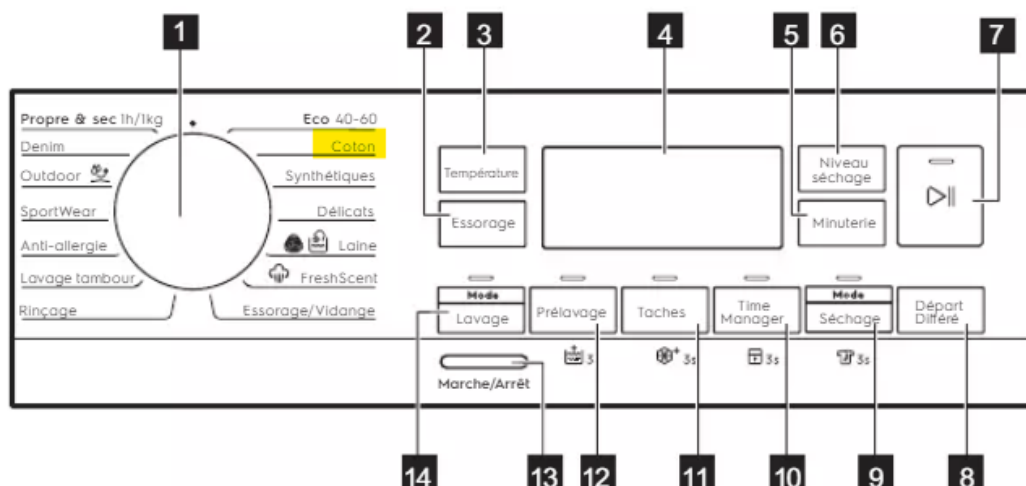 1
2
3
4
5
6
7
Propre & sec 1h/1kg
Eco 40-60
Denim
Coton
Outdoor
Synthétiques
SportWear
Délicats
Anti-allergie
Laine
Lavage tambour
FreshScent
Rinçage
Essorage/Vidange
Température
Essorage
Niveau
séchage
Minuterie
Mode
Lavage
Prélavage
Taches
Time
Manager
Mode
Séchage
Départ
Différé
3
3s
3s
3s
Marche/Arrêt
14
13
12
11
10
9
8